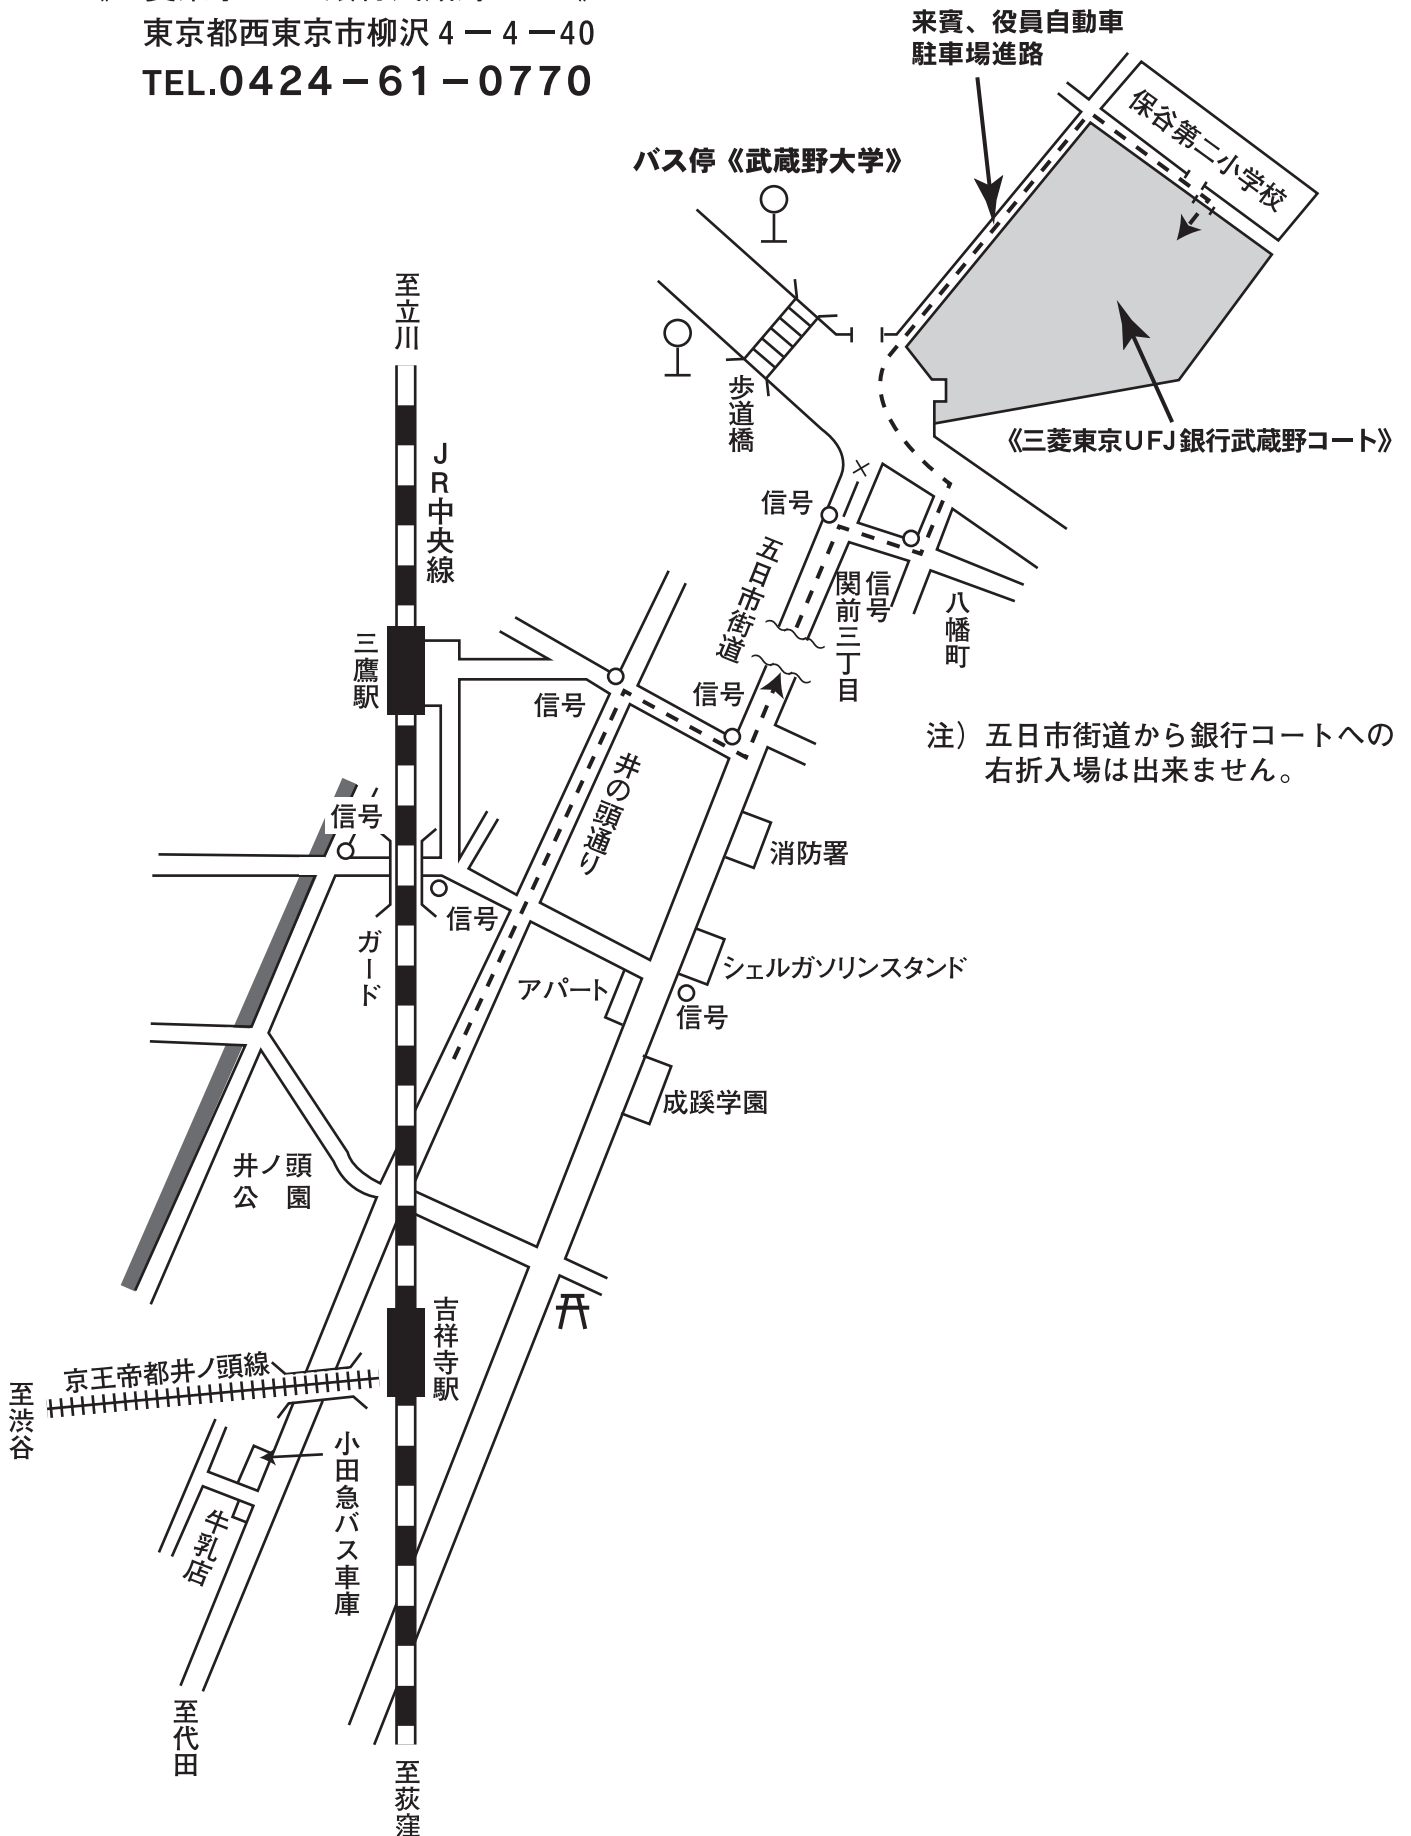 東京都西東京市柳沢4－4－40
TEL.0424－61－0770
来賓、役員自動車
駐車場進路
保谷第二小学校
バス停《武蔵野大学》
至立川
歩道橋
《三菱東京UFJ銀行武蔵野コート》
JR中央線
信号
五日市街道
関前三丁目
信号
八幡町
三鷹駅
信号
信号
注）五日市街道から銀行コートへの
右折入場は出来ません。
井の頭通り
信号
消防署
信号
ガード
シェルガソリンスタンド
アパート
信号
成蹊学園
井ノ頭
公　園
吉祥寺駅
京王帝都井ノ頭線
至渋谷
小田急バス車庫
牛乳店
至代田
至荻窪